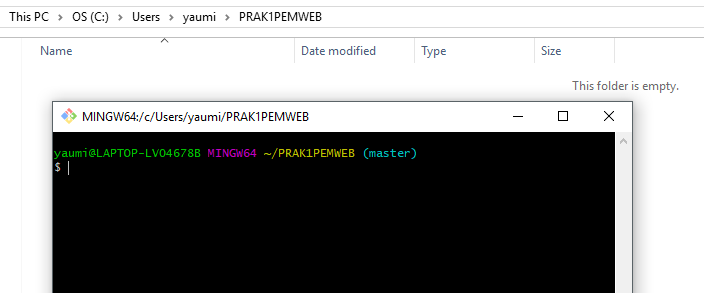 This PC > OS (C:) > Users > yaumi > PRAK1PEMWEB
Name Date modified Type Size
This folder is empty.
MINGW64:/c/Users/yaumi/PRAK1PEMWEB
yaumi@LAPTOP-LVO4678B MINGW64 ~/PRAK1PEMWEB (master)
$